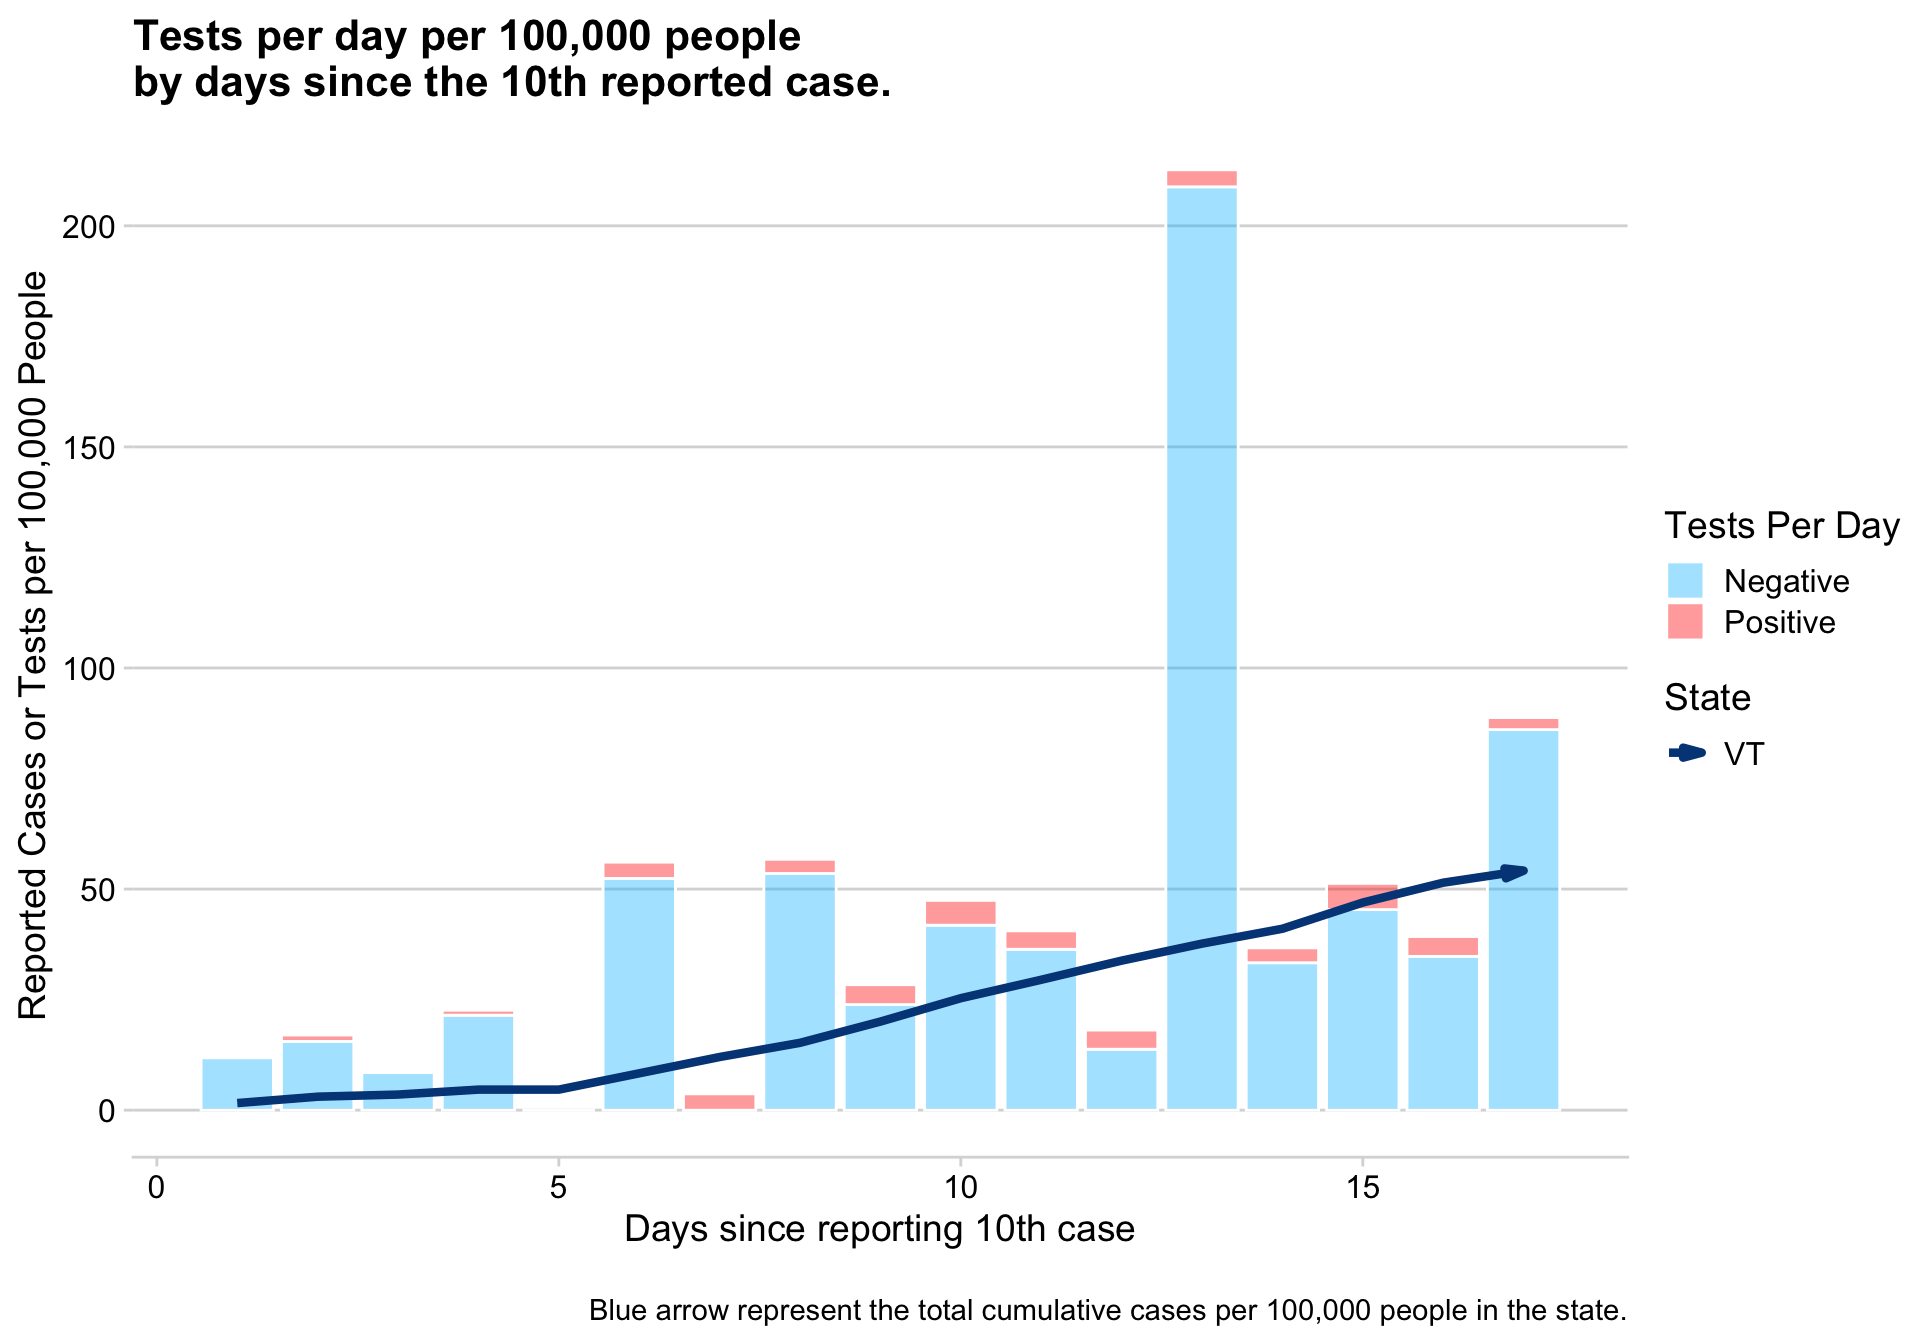 Tests per day per 100,000 people
by days since the 10th reported case.
Reported Cases or Tests per 100,000 People
200
150
100
50
0
0
5
10
15
Days since reporting 10th case
Tests Per Day
Negative
Positive
State
VT
Blue arrow represent the total cumulative cases per 100,000 people in the state.